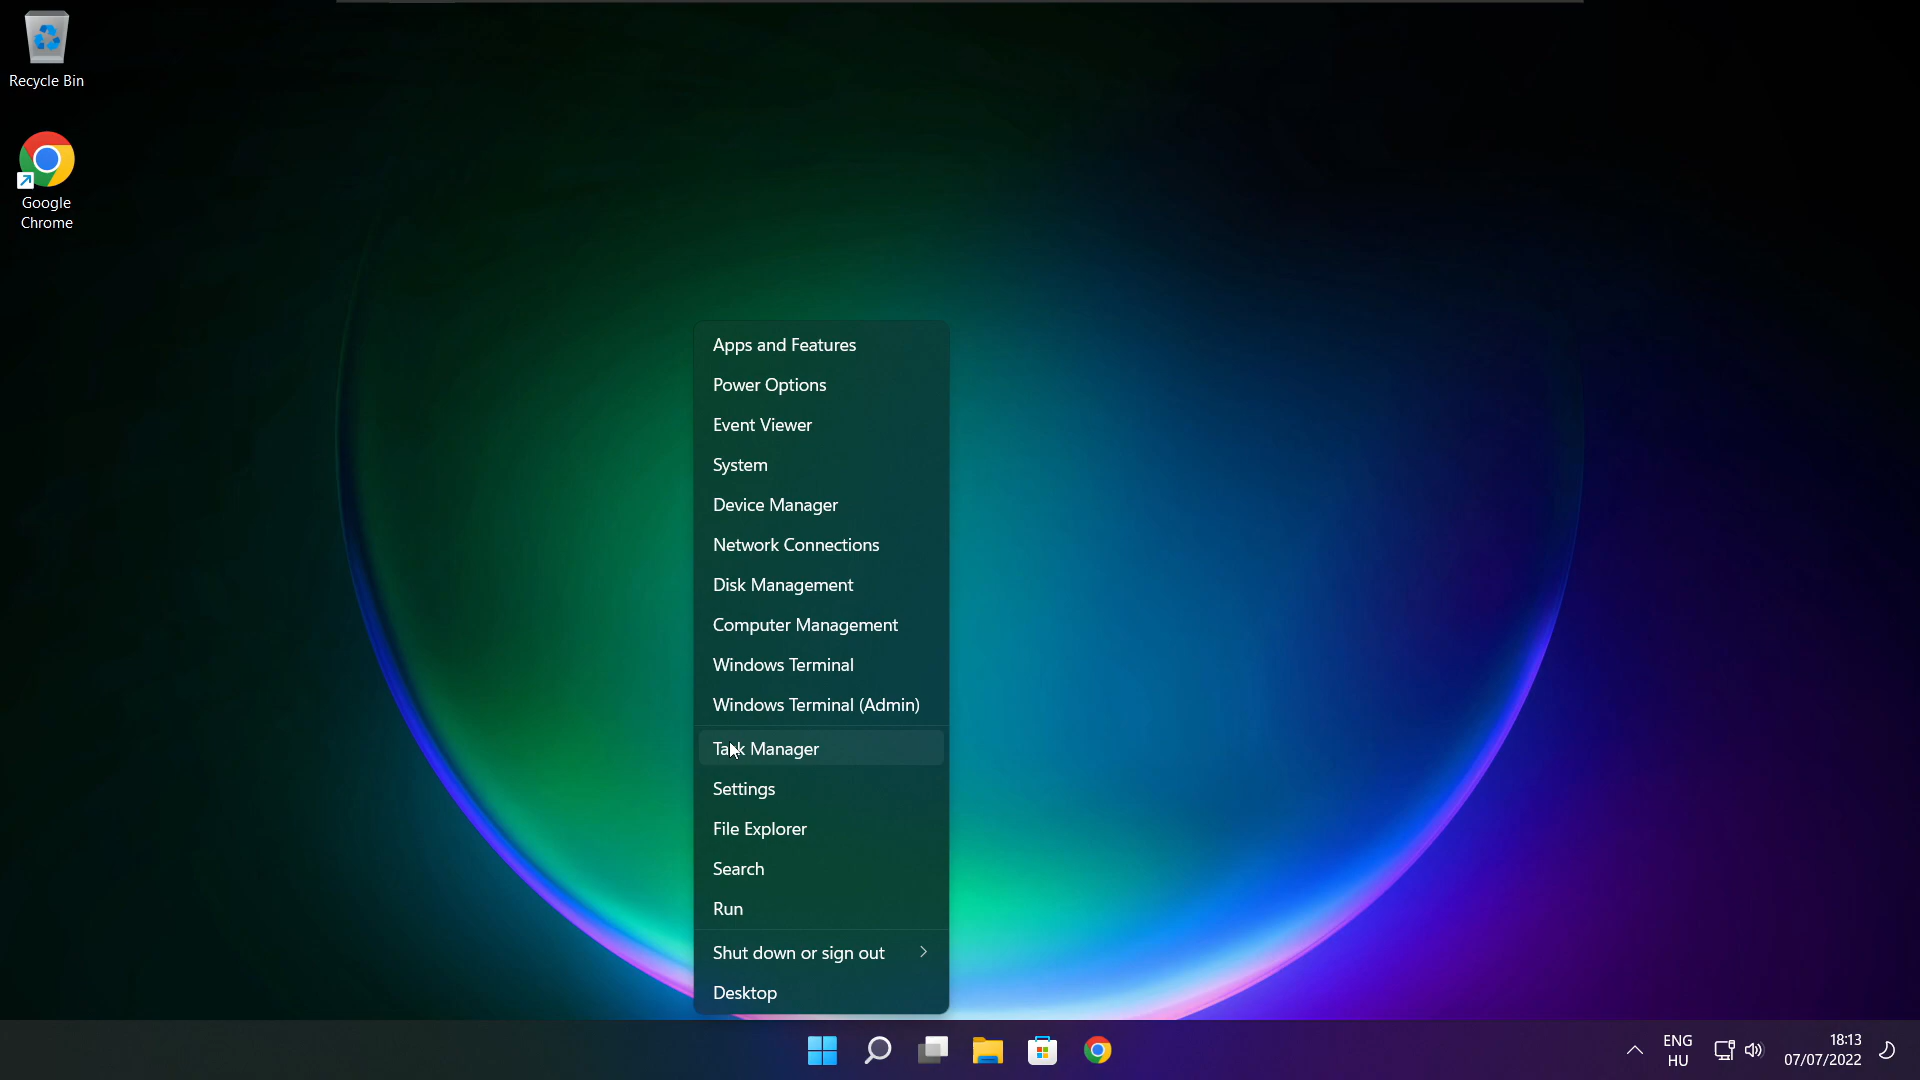 Recycle Bin
Google
Chrome
Apps and Features
Power Options
Event Viewer
System
Device Manager
Network Connections
Disk Management
Computer Management
Windows Terminal
Windows Terminal (Admin)
Task Manager
Settings
File Explorer
Search
Run
Shut down or sign out
Desktop
ENG
HU
18:13
07/07/2022